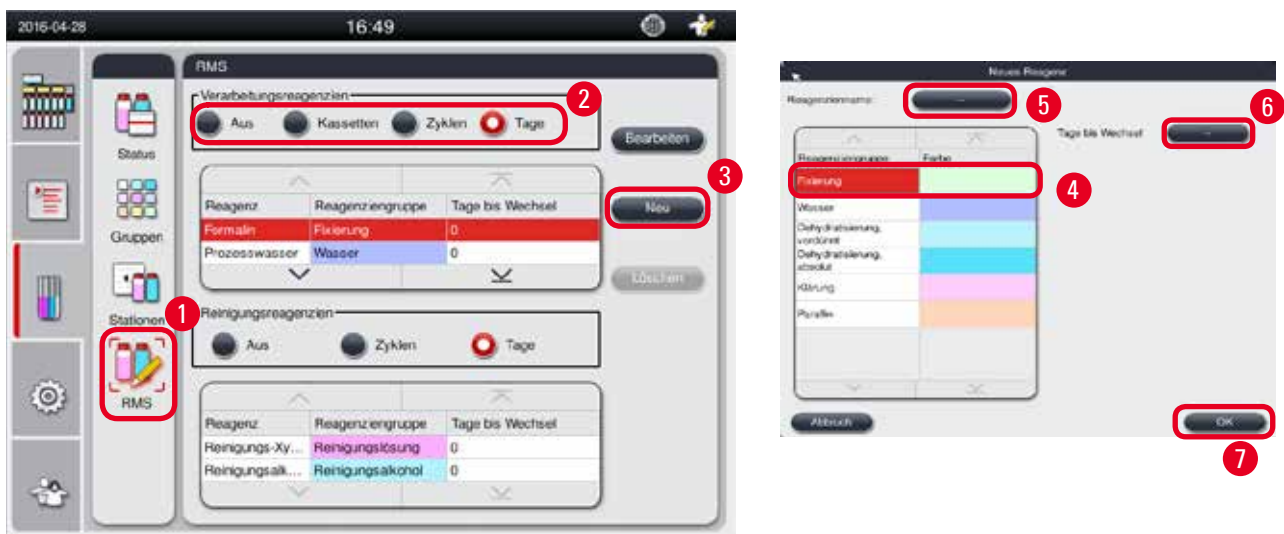 2016-04-28 16:49
RMS
Verarbeitungsreagenzien
2
Aus Kassetten Zyklen Tage
Bearbeiten
Status
3
Reagenz Reagenziengruppe Tage bis Wechsel
Neu
Formalin Fixierung 0
Prozesswasser Wasser 0
Gruppen
Löschen
Stationen
1
Reinigungsreagenzien
Aus Zyklen Tage
RMS
Reagenz Reagenziengruppe Tage bis Wechsel
Reinigungs-Xy... Reinigungslösung 0
Reinigungsalk... Reinigungsalkohol 0
Neues Reagenz
Reagenzienname: --
5
6
Tage bis Wechsel --
Reagenziengruppe Farbe
Fixierung
4
Wasser
Dehydratisierung,
verdünnt
Dehydratisierung,
absolut
Klärung
Paraffin
Abbruch
OK
7